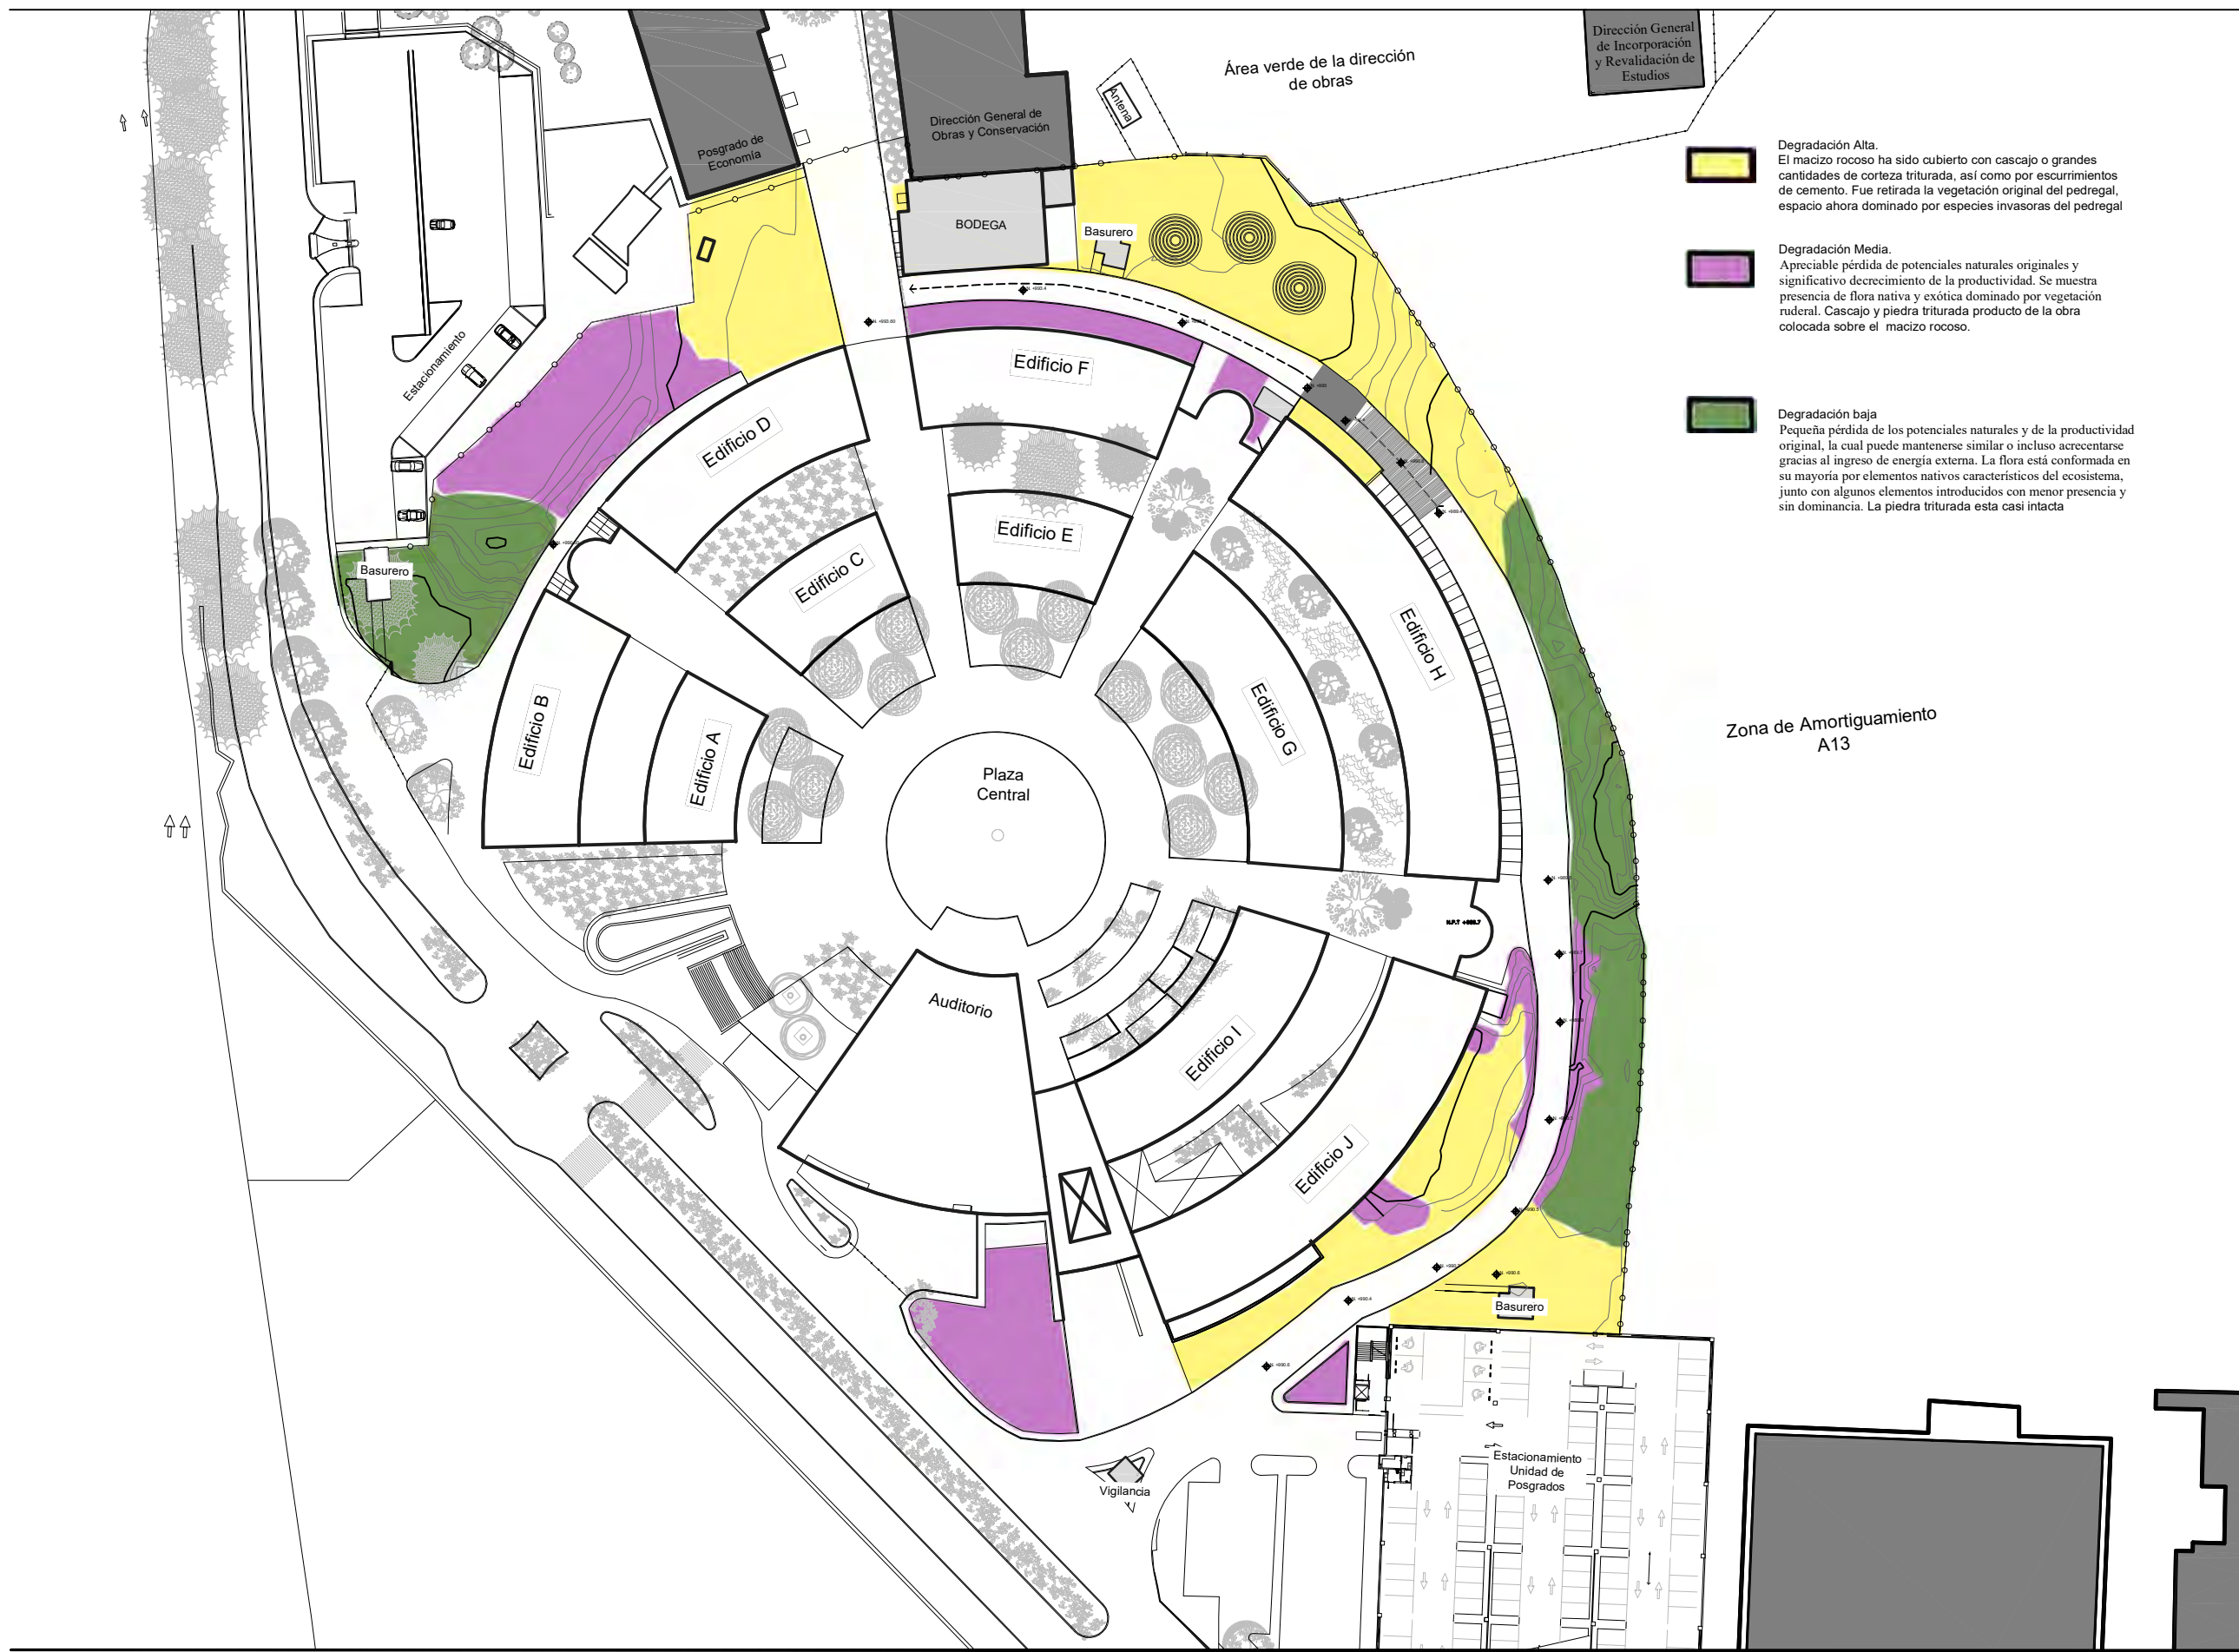 Dirección General
de Incorporación
y Revalidación de
Estudios
Área verde de la dirección
de obras
Antena
Dirección General de
Obras y Conservación
Posgrado de
Economía
Degradación Alta.
El macizo rocoso ha sido cubierto con cascajo o grandes
cantidades de corteza triturada, así como por escurrimientos
de cemento. Fue retirada la vegetación original del pedregal,
espacio ahora dominado por especies invasoras del pedregal
Degradación Media.
Apreciable pérdida de potenciales naturales originales y
significativo decrecimiento de la productividad. Se muestra
presencia de flora nativa y exótica dominado por vegetación
ruderal. Cascajo y piedra triturada producto de la obra
colocada sobre el macizo rocoso.
Degradación baja
Pequeña pérdida de los potenciales naturales y de la productividad
original, la cual puede mantenerse similar o incluso acrecentarse
gracias al ingreso de energía externa. La flora está conformada en
su mayoría por elementos nativos característicos del ecosistema,
junto con algunos elementos introducidos con menor presencia y
sin dominancia. La piedra triturada esta casi intacta
BODEGA
Basurero
Estacionamiento
Edificio F
Edificio D
Edificio E
Edificio C
Basurero
Edificio H
Edificio B
Edificio A
Edificio G
Zona de Amortiguamiento
A13
Plaza
Central
N.P.T +988.7
Auditorio
Edificio I
Edificio J
Basurero
Vigilancia
Estacionamiento
Unidad de
Posgrados